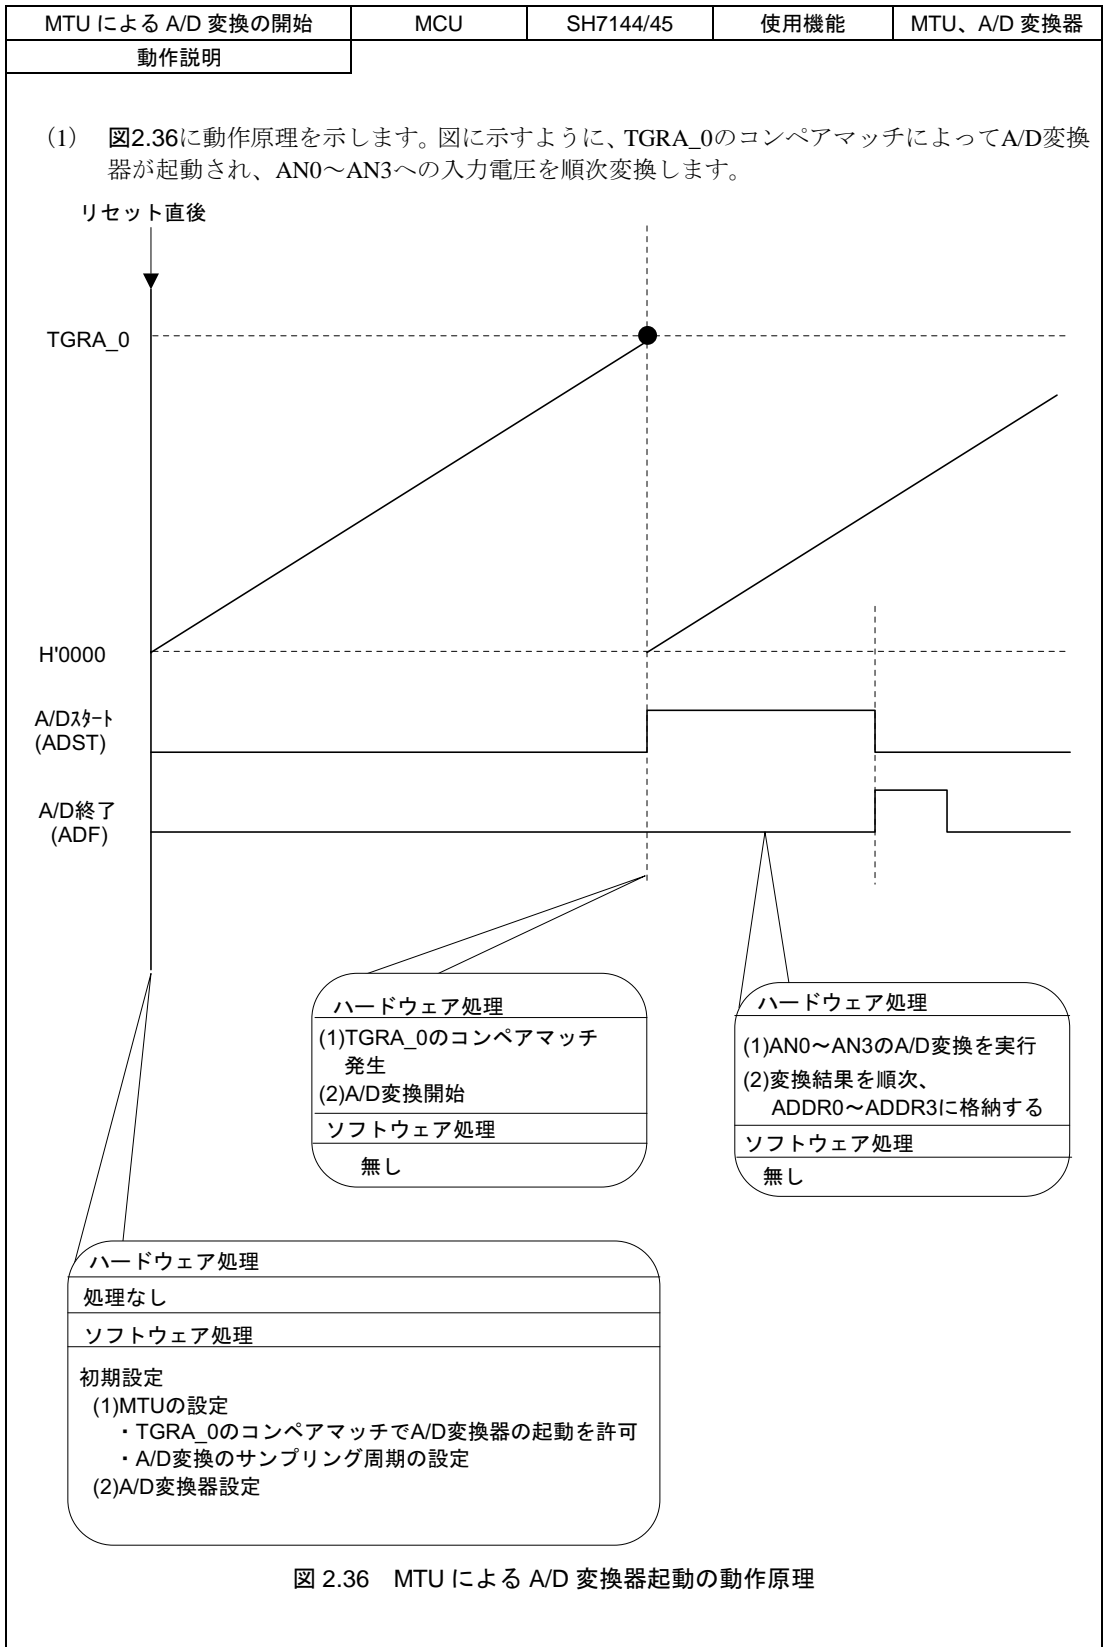 MTU による A/D 変換の開始 MCU SH7144/45 使用機能 MTU、A/D 変換器
動作説明
(1) 図2.36に動作原理を示します。図に示すように、TGRA_0のコンペアマッチによってA/D変換
器が起動され、AN0～AN3への入力電圧を順次変換します。
リセット直後
TGRA_0
H'0000
A/Dｽﾀｰﾄ
(ADST)
A/D終了
(ADF)
ハードウェア処理
(1)TGRA_0のコンペアマッチ
発生
(2)A/D変換開始
ソフトウェア処理
無し
ハードウェア処理
(1)AN0～AN3のA/D変換を実行
(2)変換結果を順次、
ADDR0～ADDR3に格納する
ソフトウェア処理
無し
ハードウェア処理
処理なし
ソフトウェア処理
初期設定
(1)MTUの設定
・TGRA_0のコンペアマッチでA/D変換器の起動を許可
・A/D変換のサンプリング周期の設定
(2)A/D変換器設定
図 2.36 MTU による A/D 変換器起動の動作原理